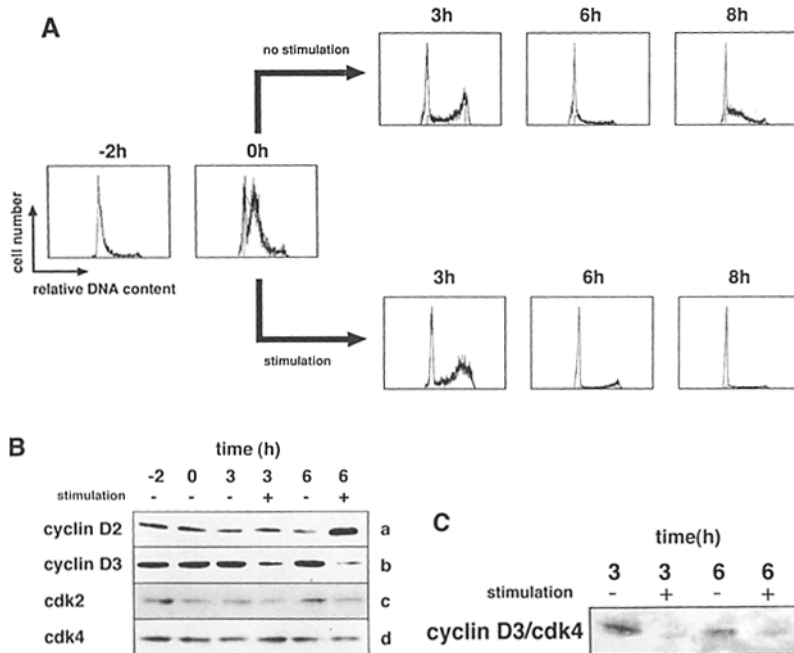 A
3h 6h 8h
no stimulation
-2h 0h
cell number
relative DNA content
3h 6h 8h
stimulation
B
time (h)
-2 0 3 3 6 6
stimulation - - - + - +
cyclin D2 a
cyclin D3 b
cdk2 c
cdk4 d
C
time(h)
3 3 6 6
stimulation - + - +
cyclin D3/cdk4